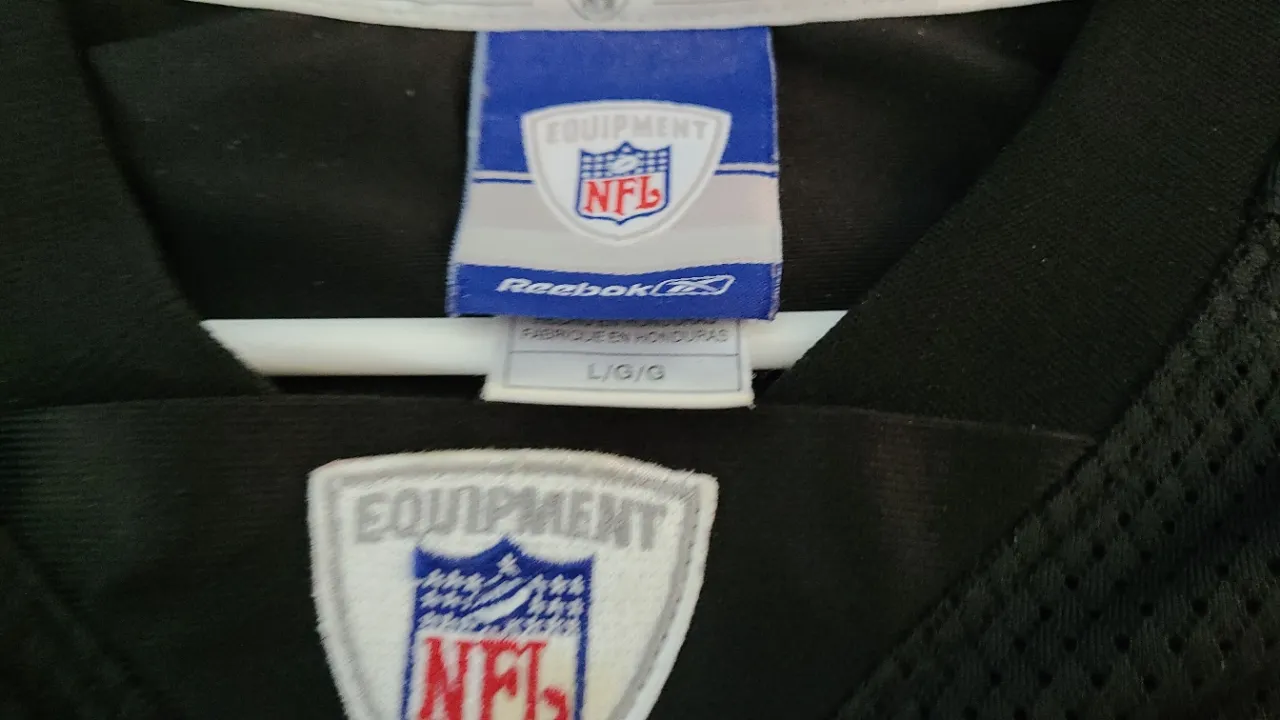 EQUIPMENT
NFL
Reebok
FABRIQUE EN HONDURAS
L/G/G
EQUIPMENT
NFL